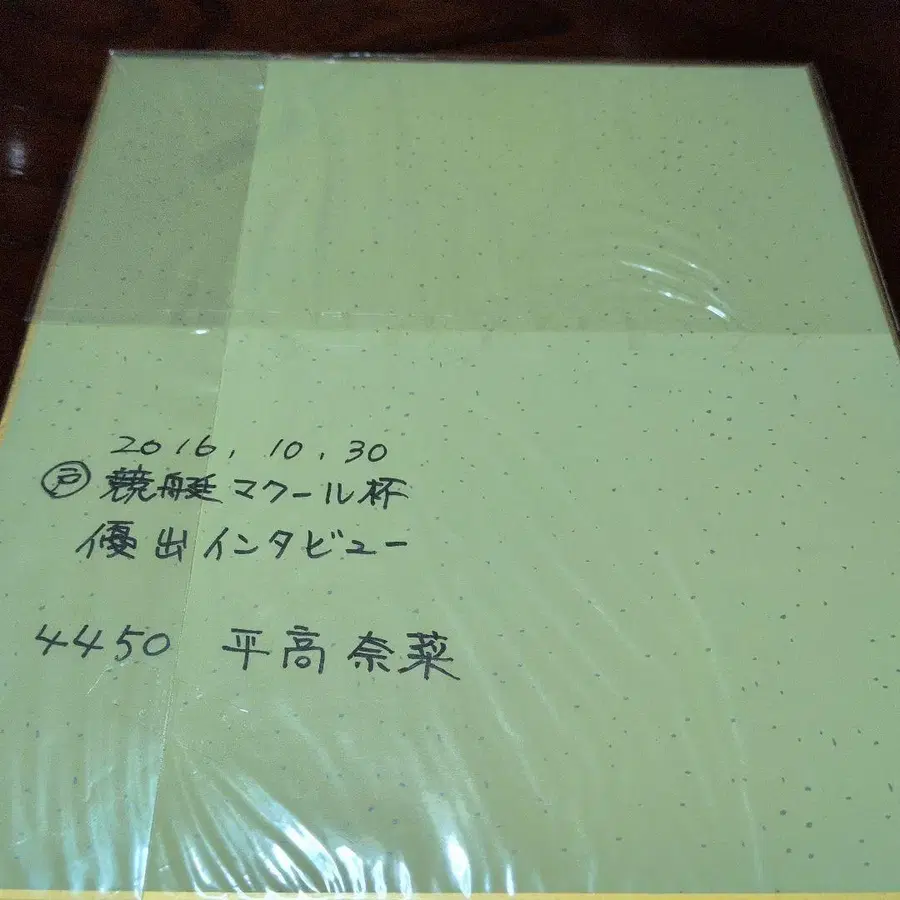 2016.10.30
㋣競艇マクール杯
優出インタビュー
4450 平高奈菜